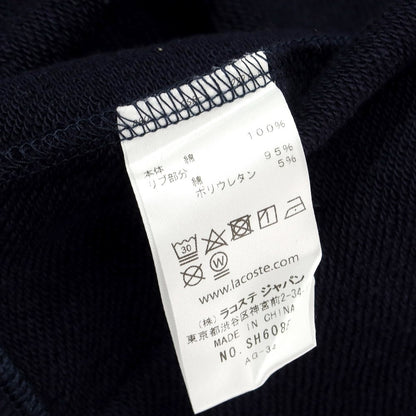 本体 綿 100%
リブ部分 綿 95%
ポリウレタン 5%
30
W
www.lacoste.com
(株) ラコステ ジャパン
東京都渋谷区神宮前2-34-
MADE IN CHINA
NO. SH608
AG-34